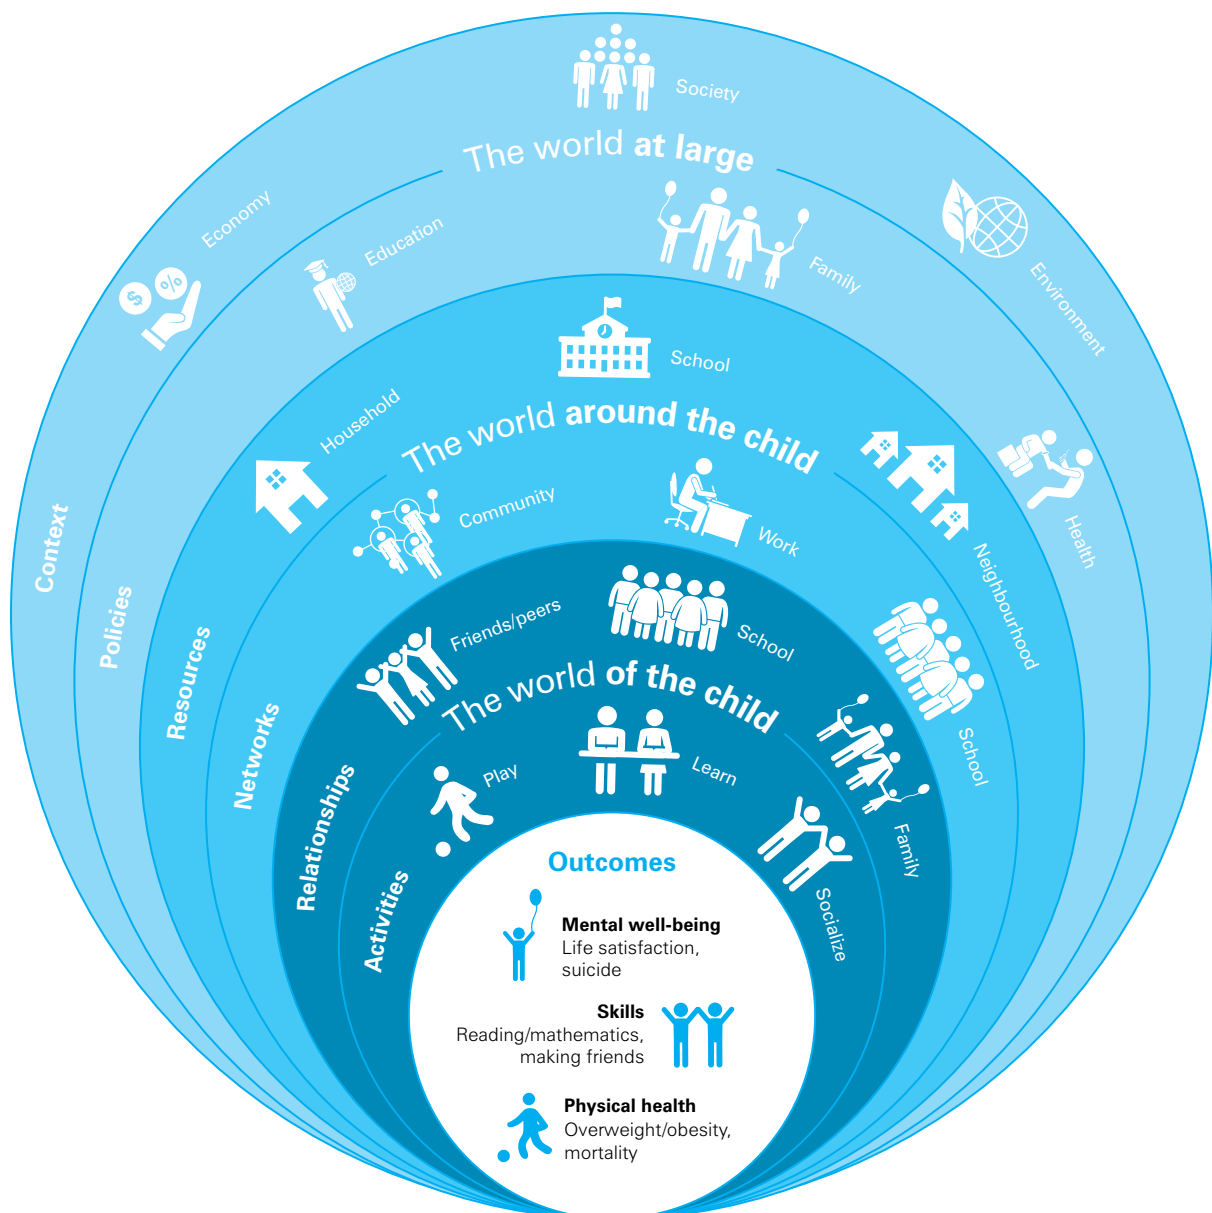 Society
The world at large
Economy
Education
Family
Environment
School
Household
The world around the child
Community
Work
Neighbourhood
Health
Context
Policies
Resources
Networks
Friends/peers
School
School
The world of the child
Relationships
Activities
Play
Learn
Family
Socialize
Outcomes
Mental well-being
Life satisfaction,
suicide
Skills
Reading/mathematics,
making friends
Physical health
Overweight/obesity,
mortality
$
%